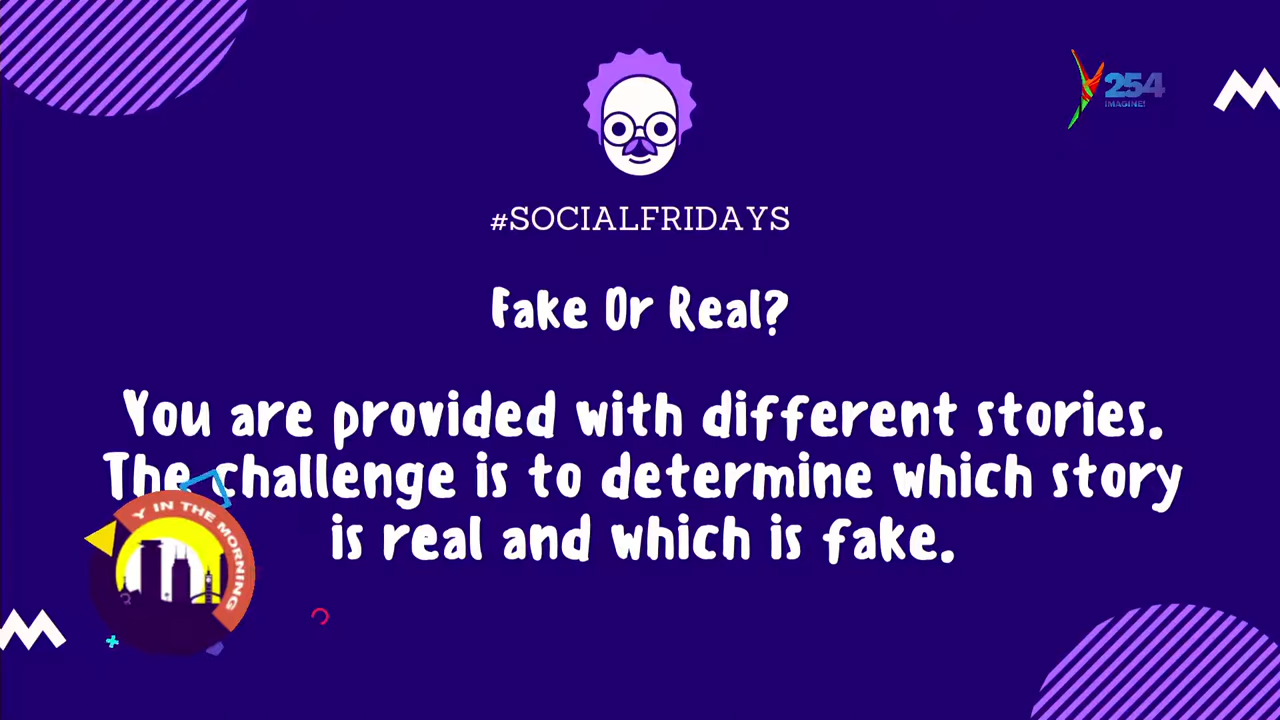 Y254
IMAGINE!
#SOCIALFRIDAYS
Fake Or Real?
You are provided with different stories.
The challenge is to determine which story
is real and which is fake.
Y IN THE MORNING